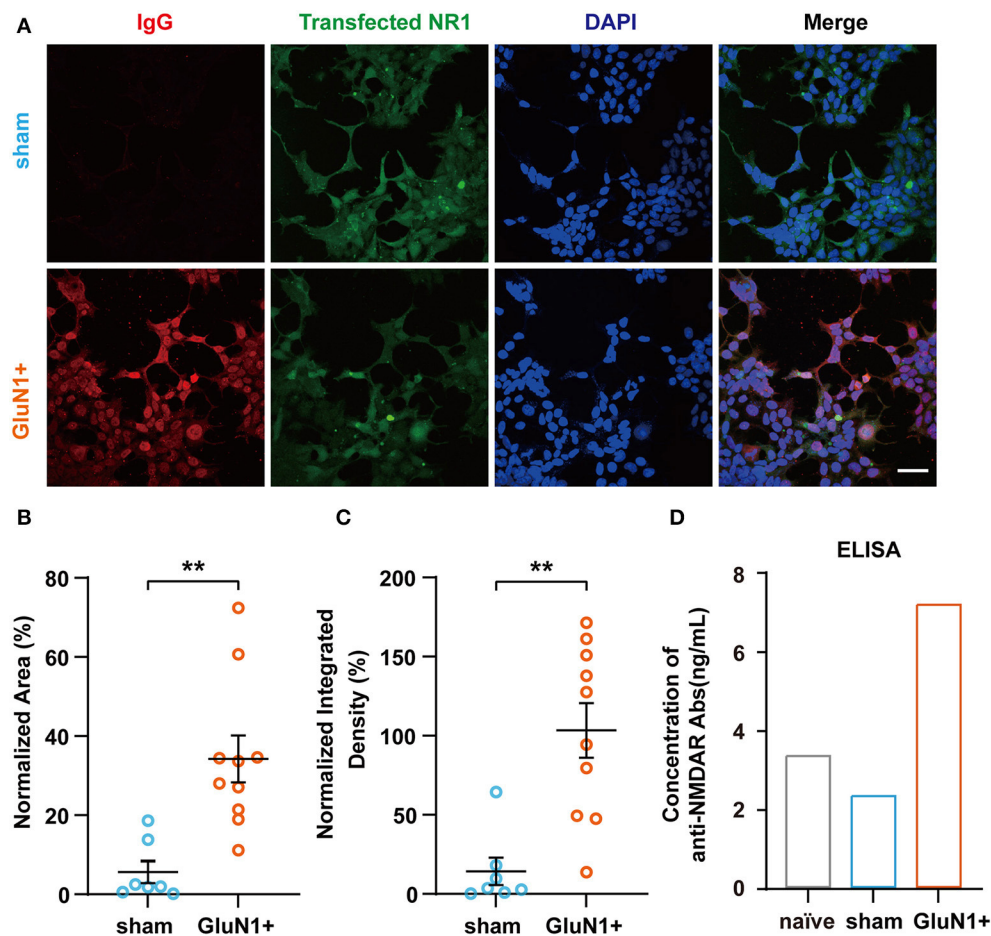 A
IgG
Transfected NR1
DAPI
Merge
sham
GluN1+
B
Normalized Area (%)
80
60
40
20
0
**
sham
GluN1+
C
Normalized Integrated
Density (%)
200
150
100
50
0
**
sham
GluN1+
D
ELISA
Concentration of
anti-NMDAR Abs(ng/mL)
8
6
4
2
0
naïve
sham
GluN1+